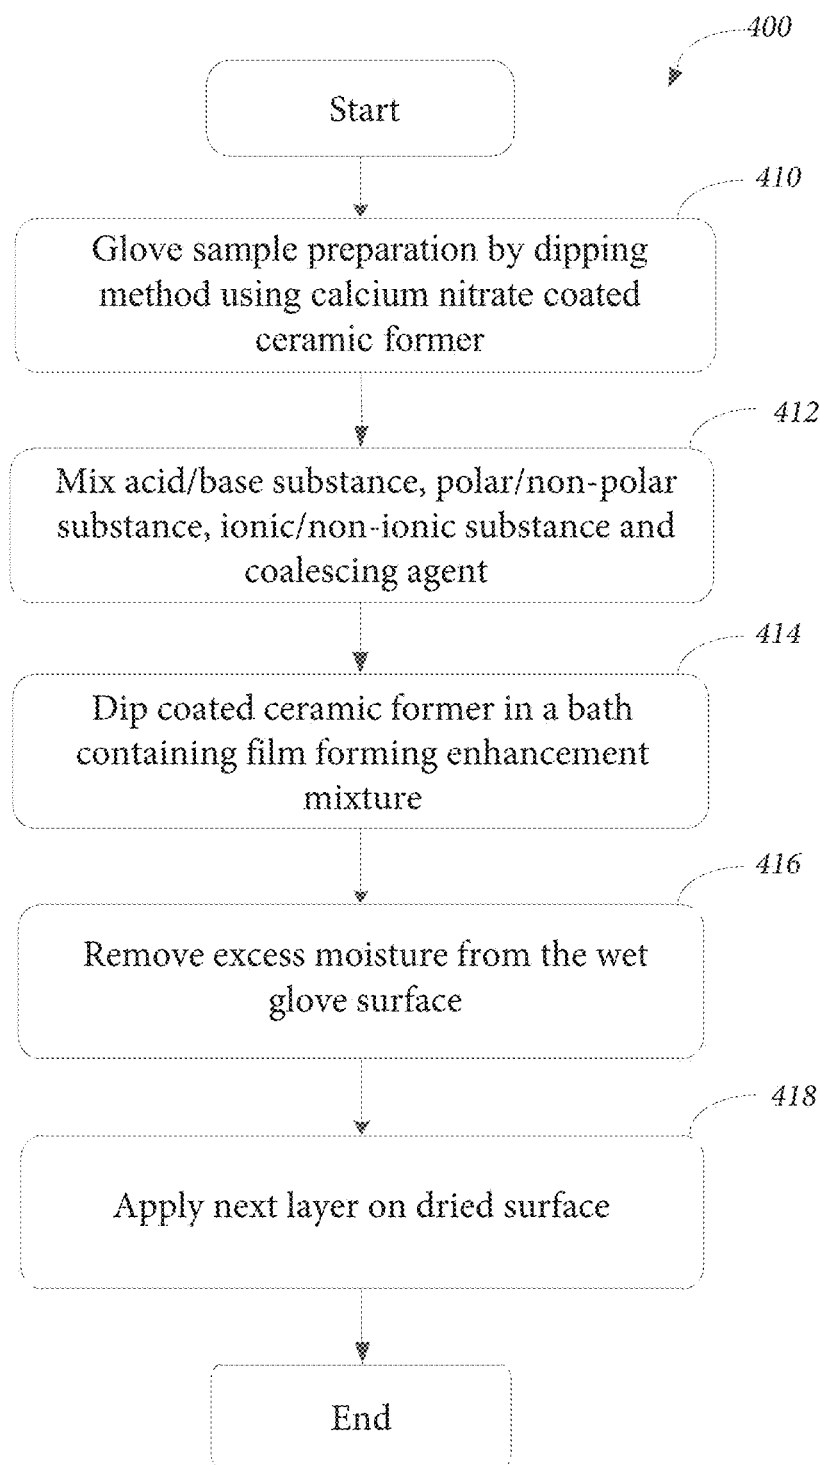 400
Start
410
Glove sample preparation by dipping
method using calcium nitrate coated
ceramic former
412
Mix acid/base substance, polar/non-polar
substance, ionic/non-ionic substance and
coalescing agent
414
Dip coated ceramic former in a bath
containing film forming enhancement
mixture
416
Remove excess moisture from the wet
glove surface
418
Apply next layer on dried surface
End